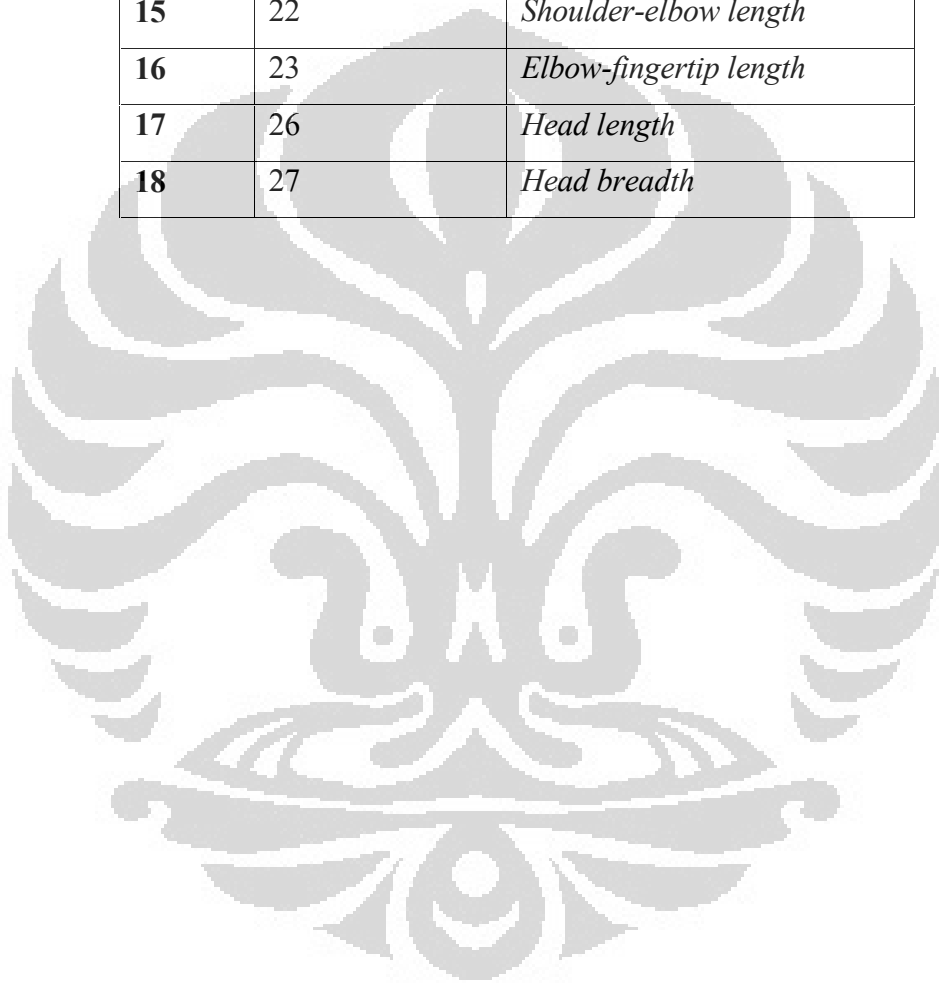 15 22 Shoulder-elbow length
16 23 Elbow-fingertip length
17 26 Head length
18 27 Head breadth